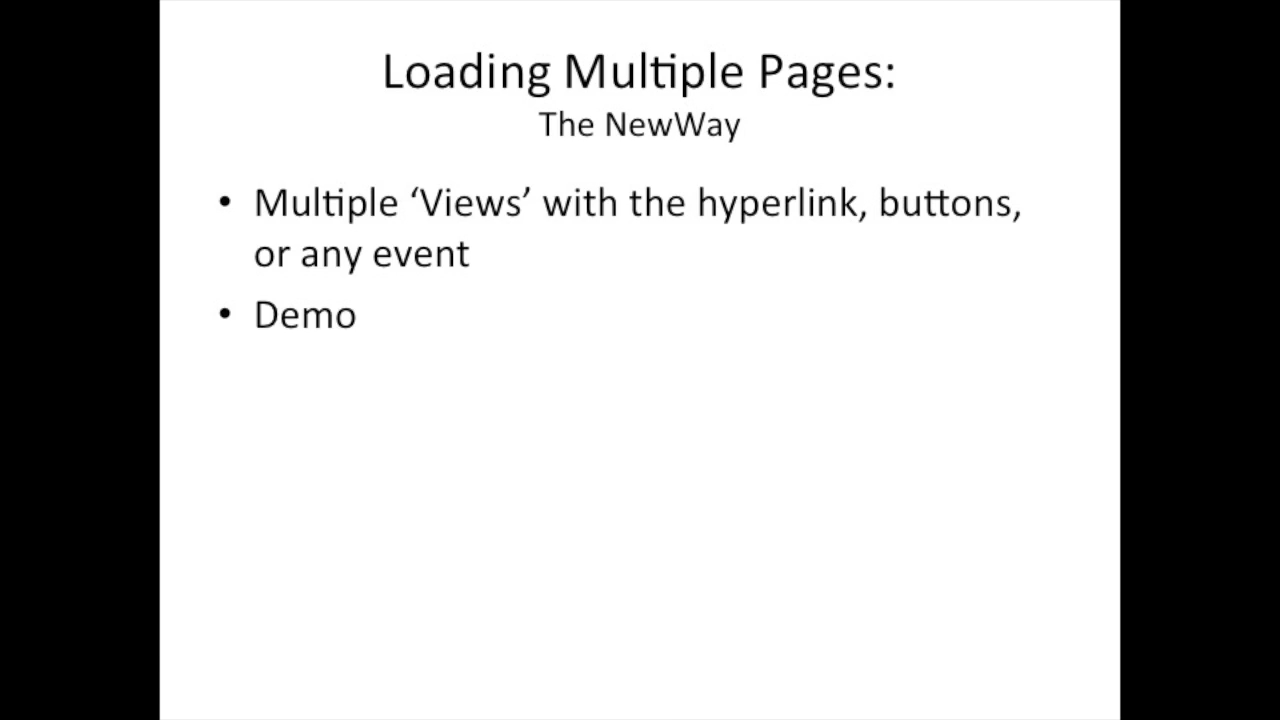 Loading Multiple Pages:
The NewWay
• Multiple ‘Views’ with the hyperlink, buttons,
or any event
• Demo